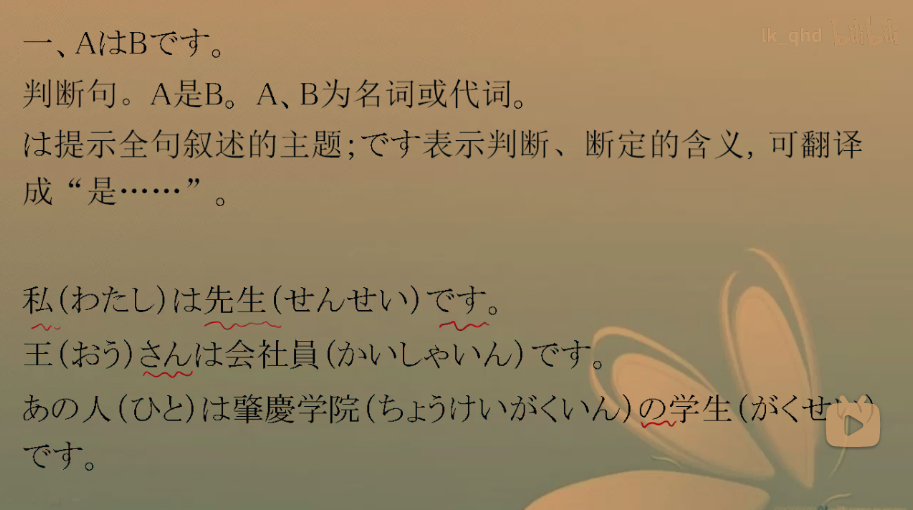 lk_qhd bilibili
一、AはBです。
判断句。A是B。A、B为名词或代词。
は提示全句叙述的主题;です表示判断、断定的含义,可翻译
成“是……”。
私(わたし)は先生(せんせい)です。
王(おう)さんは会社員(かいしゃいん)です。
あの人(ひと)は肇慶学院(ちょうけいがくいん)の学生(がくせい)
です。